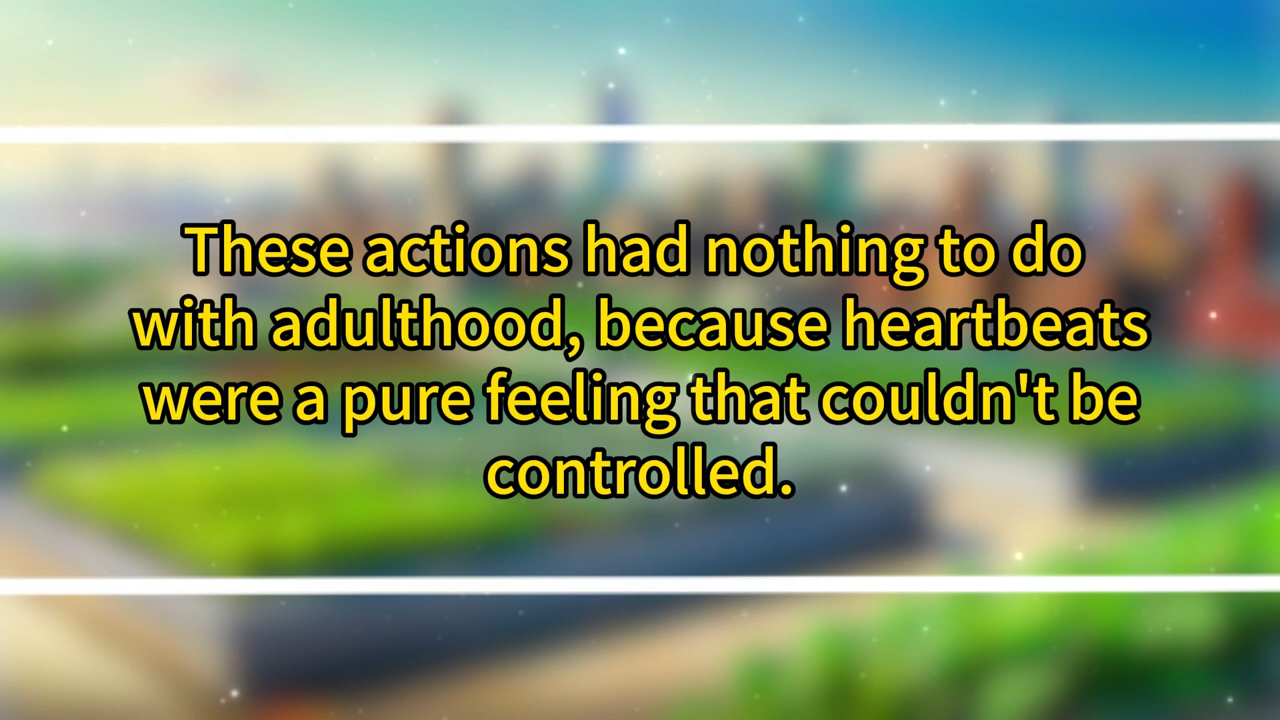 These actions had nothing to do
with adulthood, because heartbeats
were a pure feeling that couldn't be
controlled.